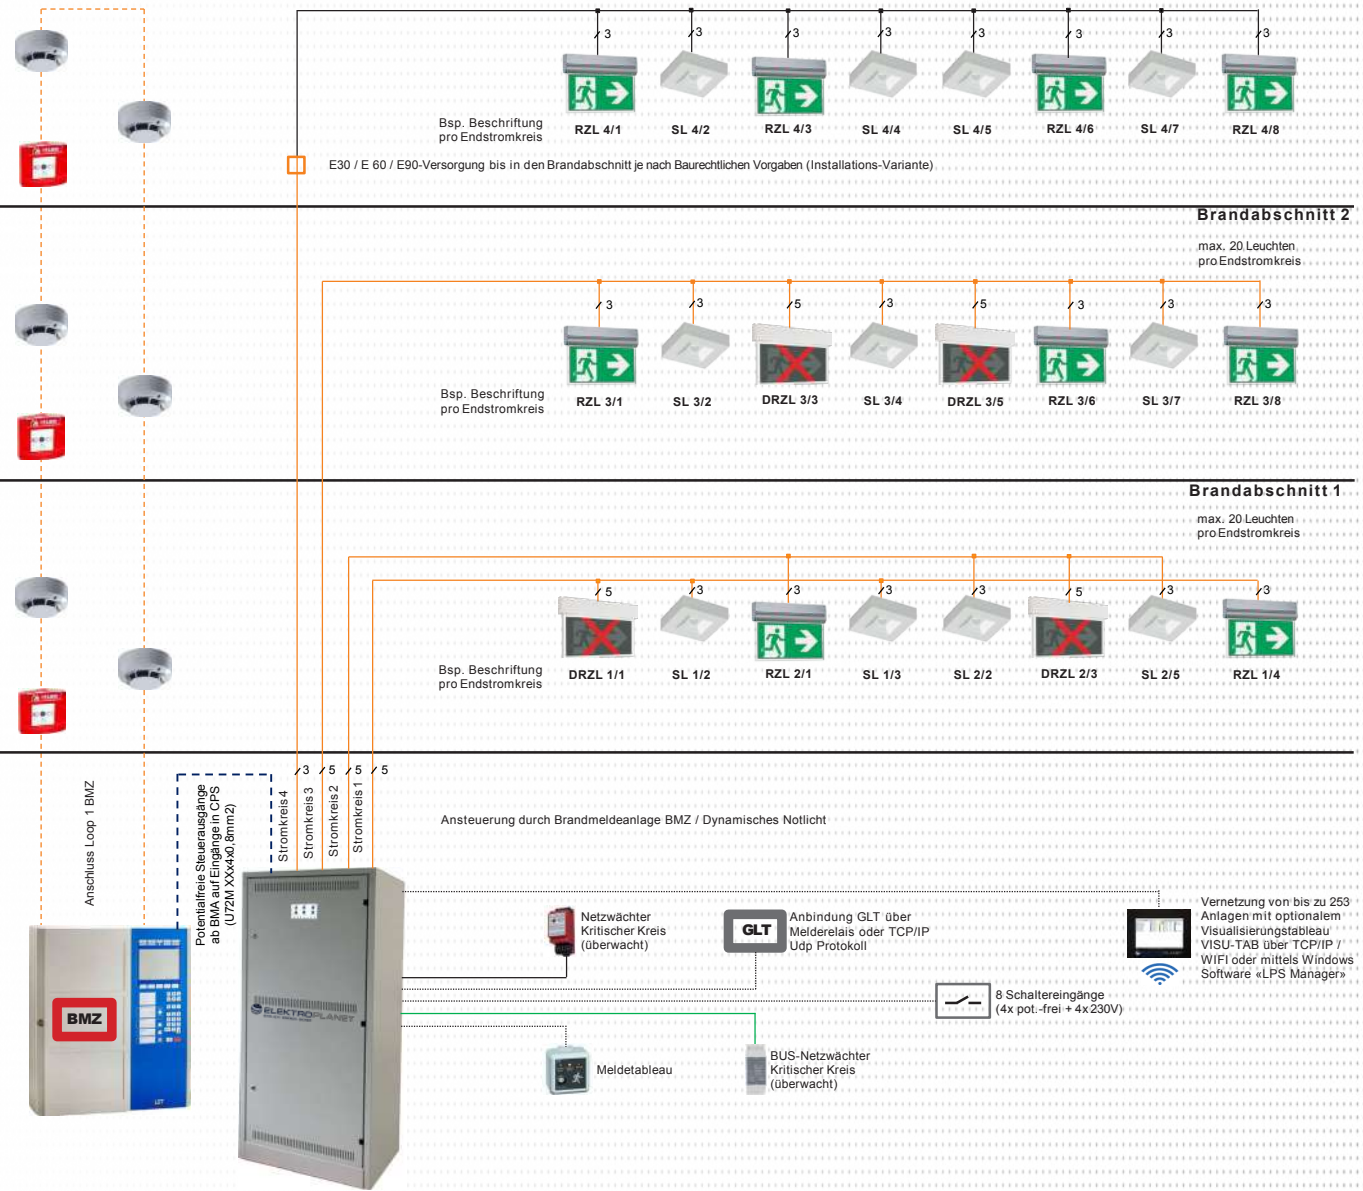 3 3 3 3 3 3 3 3
Bsp. Beschriftung
pro Endstromkreis
RZL 4/1 SL 4/2 RZL 4/3 SL 4/4 SL 4/5 RZL 4/6 SL 4/7 RZL 4/8
E30 / E 60 / E90-Versorgung bis in den Brandabschnitt je nach Baurechtlichen Vorgaben (Installations-Variante)
Brandabschnitt 2
max. 20 Leuchten
pro Endstromkreis
3 3 5 3 5 3 3 3
Bsp. Beschriftung
pro Endstromkreis
RZL 3/1 SL 3/2 DRZL 3/3 SL 3/4 DRZL 3/5 RZL 3/6 SL 3/7 RZL 3/8
Brandabschnitt 1
max. 20 Leuchten
pro Endstromkreis
5 3 3 3 3 5 3 3
Bsp. Beschriftung
pro Endstromkreis
DRZL 1/1 SL 1/2 RZL 2/1 SL 1/3 SL 2/2 DRZL 2/3 SL 2/5 RZL 1/4
3 5 5 5
Anschluss Loop 1 BMZ
Potentialfreie Steuerausgänge
ab BMA auf Eingänge in CPS
(U72M XXx4x0,8mm2)
Stromkreis 4
Stromkreis 3
Stromkreis 2
Stromkreis 1
Ansteuerung durch Brandmeldeanlage BMZ / Dynamisches Notlicht
BMZ
ELEKTROPLANET
Netzwächter
Kritischer Kreis
(überwacht)
GLT
Anbindung GLT über
Melderelais oder TCP/IP
Udp Protokoll
Vernetzung von bis zu 253
Anlagen mit optionalem
Visualisierungstableau
VISU-TAB über TCP/IP /
WIFI oder mittels Windows
Software «LPS Manager»
8 Schaltereingänge
(4x pot.-frei + 4x 230V)
Meldetableau
BUS-Netzwächter
Kritischer Kreis
(überwacht)